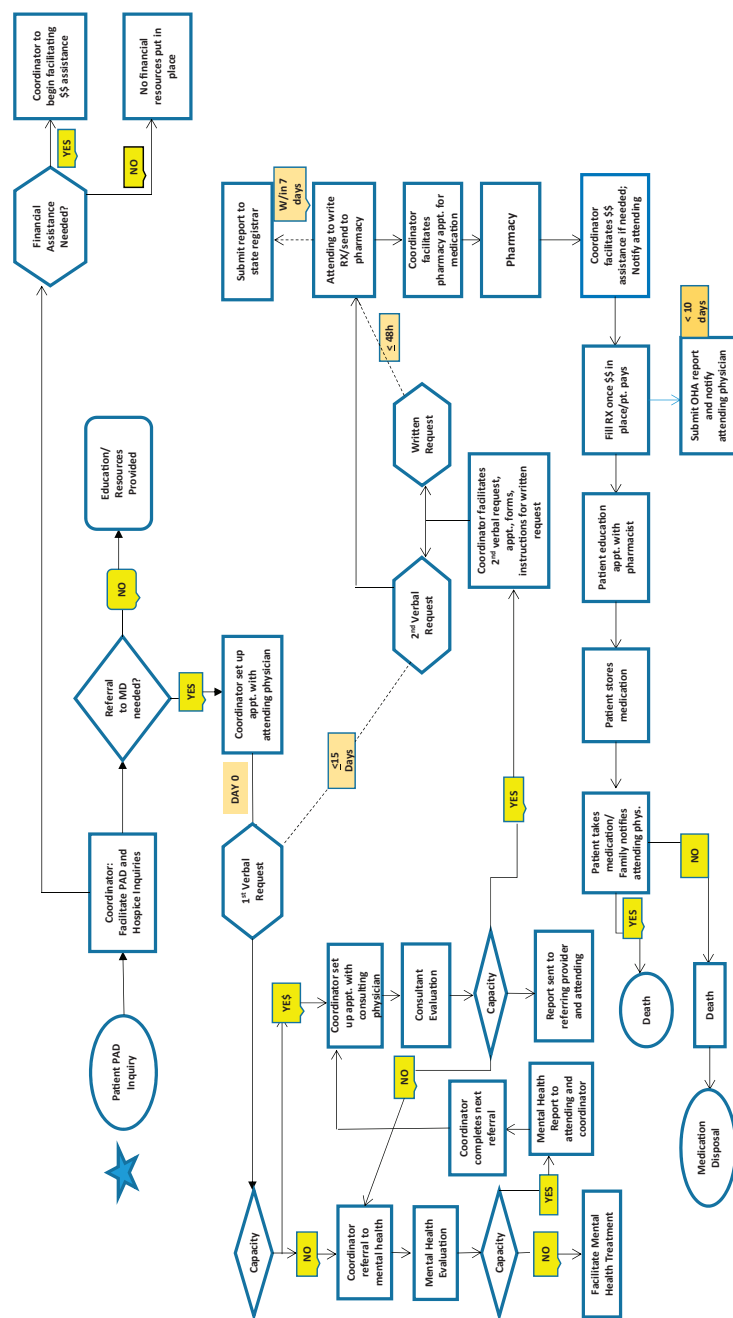 Patient PAD
Inquiry
Coordinator:
Facilitate PAD and
Hospice Inquiries
Financial
Assistance
Needed?
YES
Coordinator to
begin facilitating
$$ assistance
NO
No financial
resources put in
place
Referral
to MD
needed?
NO
Education/
Resources
Provided
YES
Coordinator set up
appt. with
attending physician
DAY 0
1st Verbal
Request
<15
Days
2nd Verbal
Request
Written
Request
≤ 48h
Attending to write
RX/send to
pharmacy
W/in 7
days
Submit report to
state registrar
Coordinator
facilitates
pharmacy appt. for
medication
Pharmacy
Coordinator
facilitates $$
assistance if needed;
Notify attending
Capacity
YES
NO
Coordinator set
up appt. with
consulting
physician
Consultant
Evaluation
Capacity
YES
Coordinator facilitates
2nd verbal request,
appt., forms,
instructions for written
request
NO
Report sent to
referring provider
and attending
Coordinator
referral to
mental health
Mental Health
Evaluation
Capacity
YES
Mental Health
Report to
attending and
coordinator
Coordinator
completes next
referral
NO
Facilitate Mental
Health Treatment
Fill RX once $$ in
place/pt. pays
< 10
days
Submit OHA report
and notify
attending physician
Patient education
appt. with
pharmacist
Patient stores
medication
Patient takes
medication/
Family notifies
attending phys.
YES
Death
NO
Death
Medication
Disposal